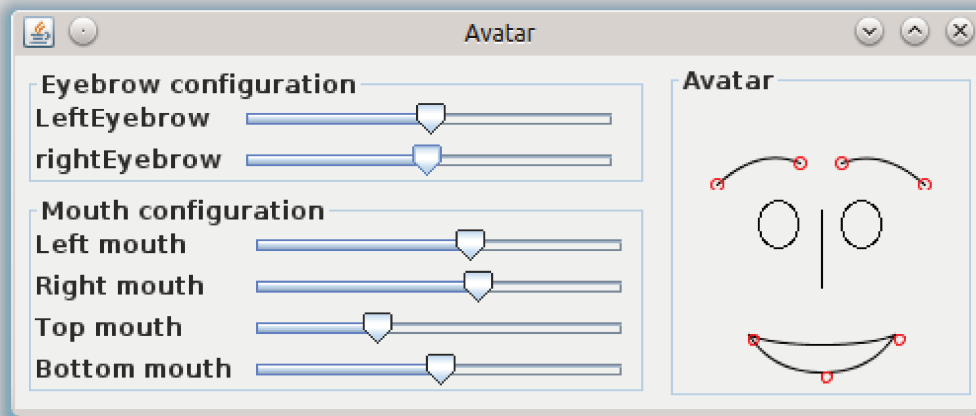 Avatar
Eyebrow configuration
LeftEyebrow
rightEyebrow
Mouth configuration
Left mouth
Right mouth
Top mouth
Bottom mouth
Avatar